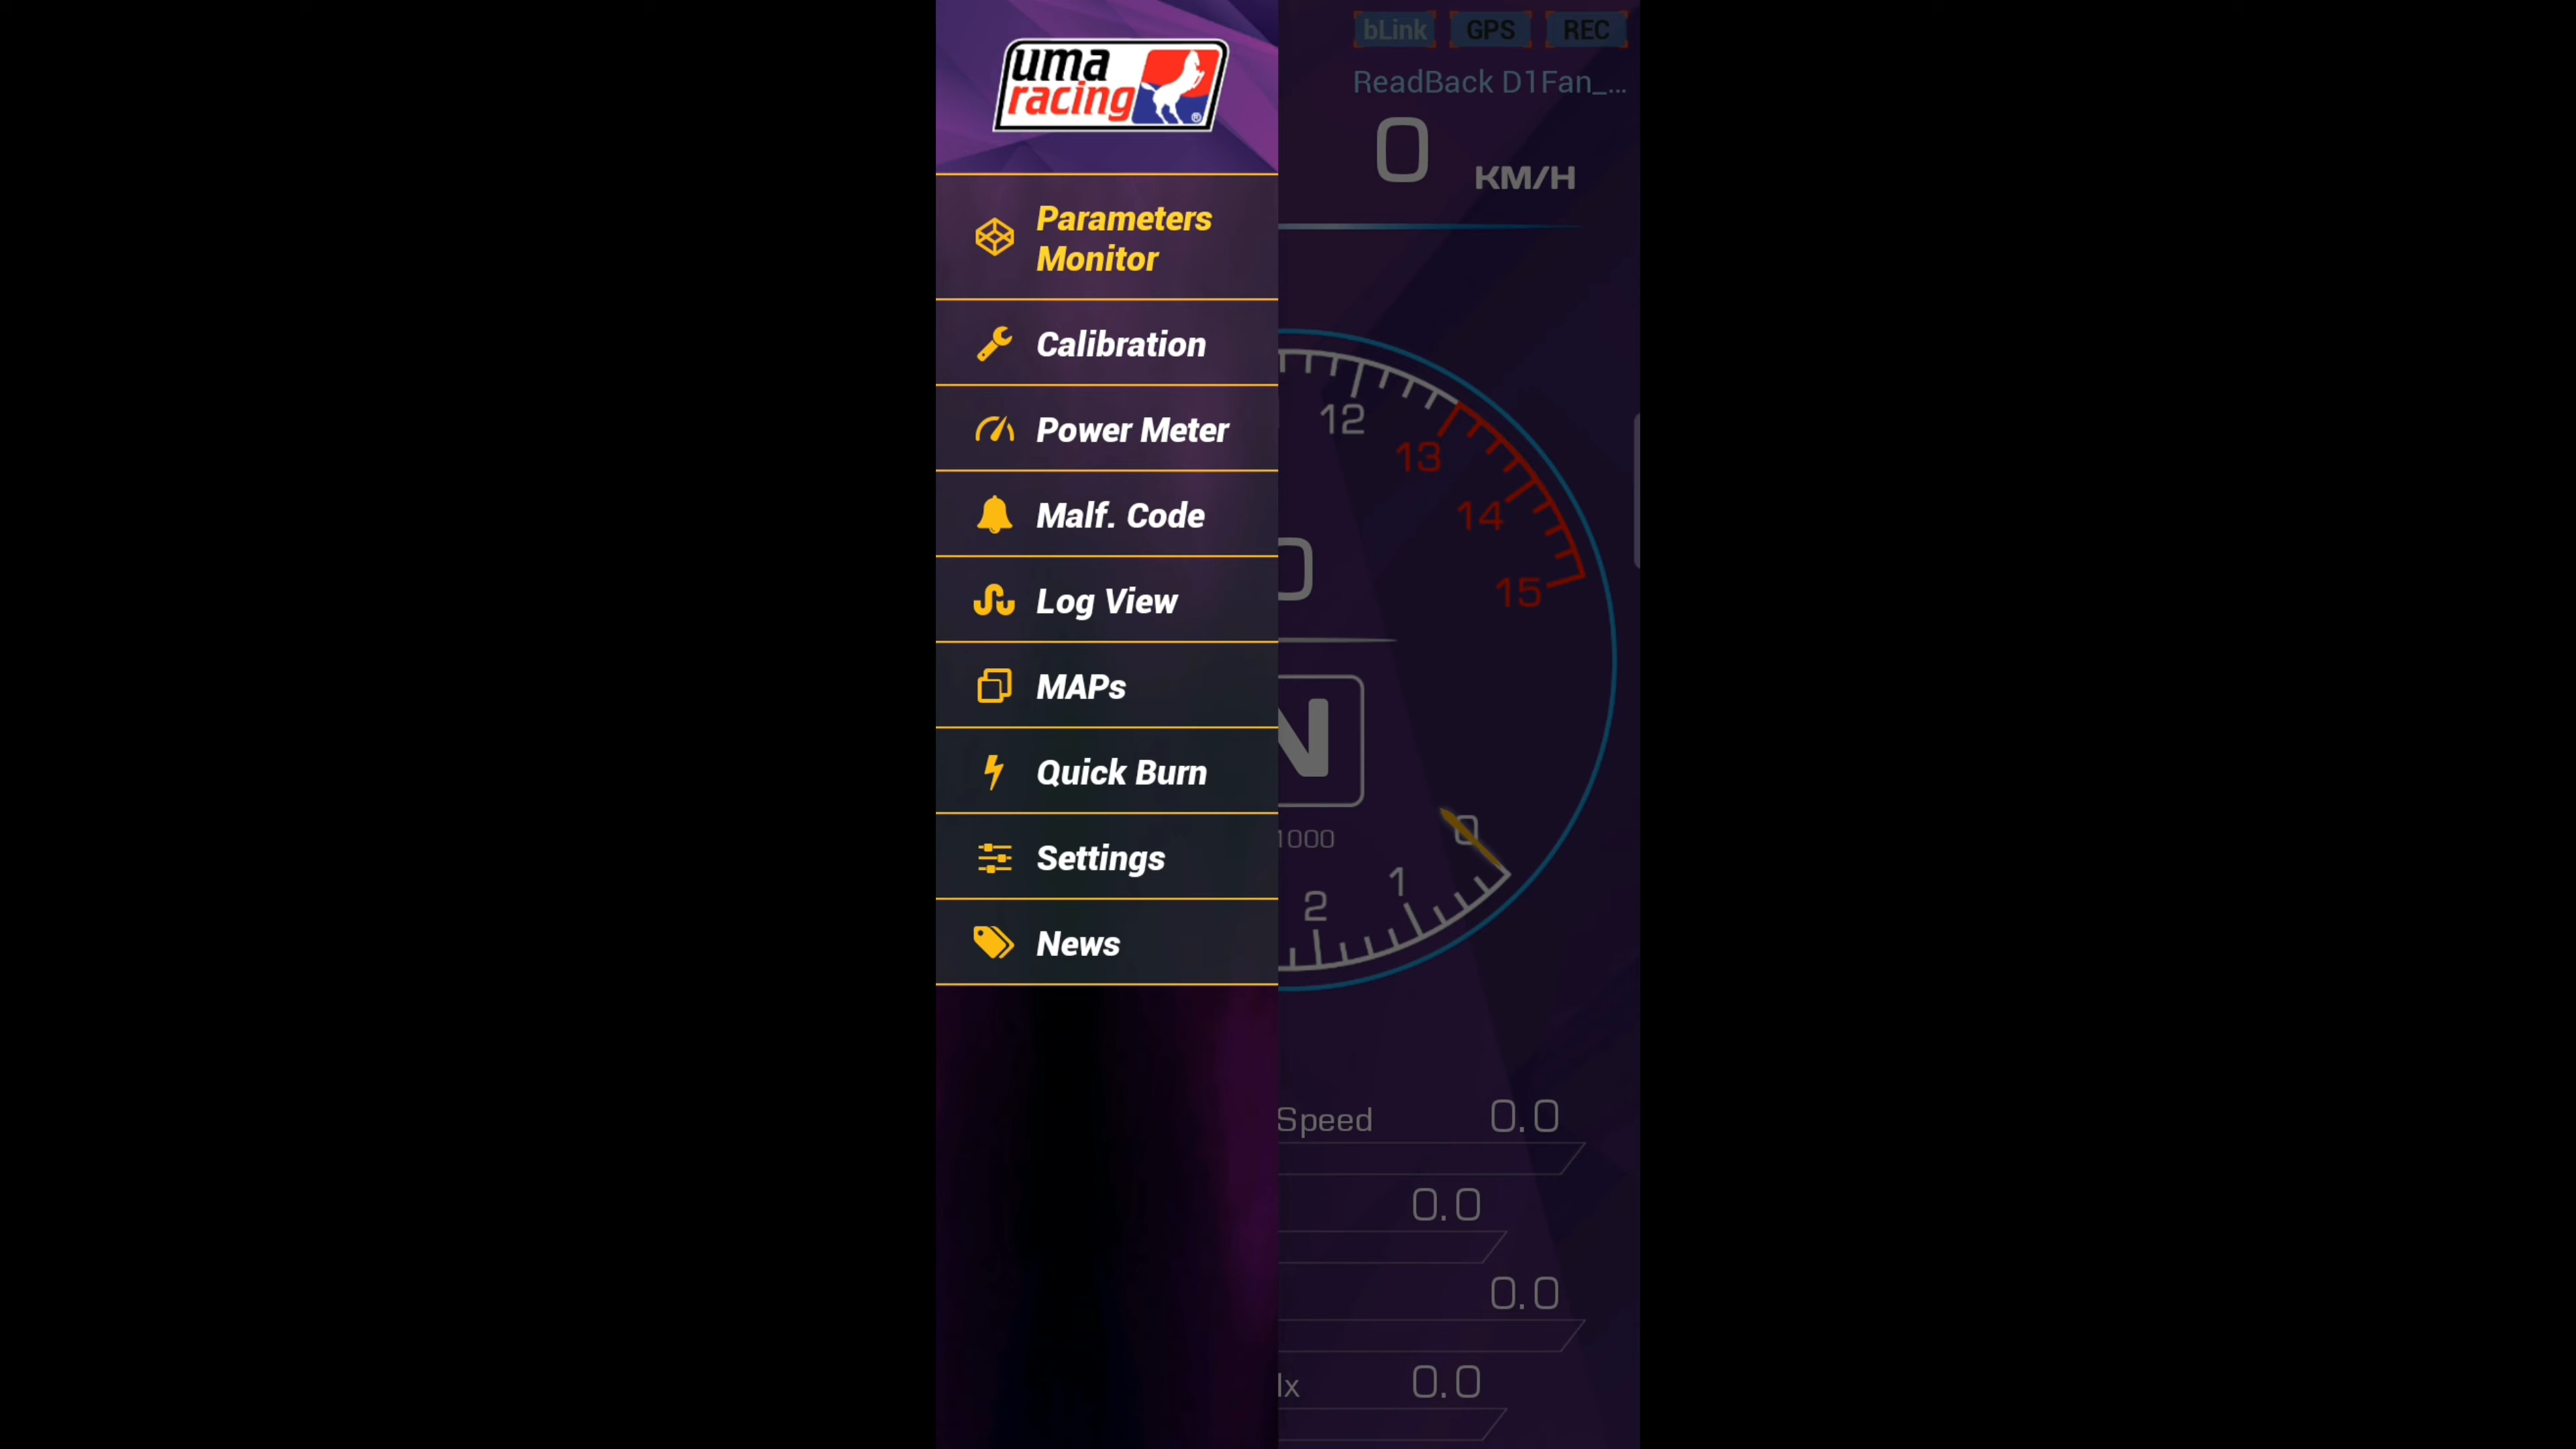 uma
racing
®
Parameters
Monitor
Calibration
Power Meter
Malf. Code
Log View
MAPs
Quick Burn
Settings
News
bLink GPS REC
ReadBack D1Fan_...
0 KM/H
12
13
14
15
0
N
1000
0
1
2
Speed 0.0
0.0
0.0
lx 0.0